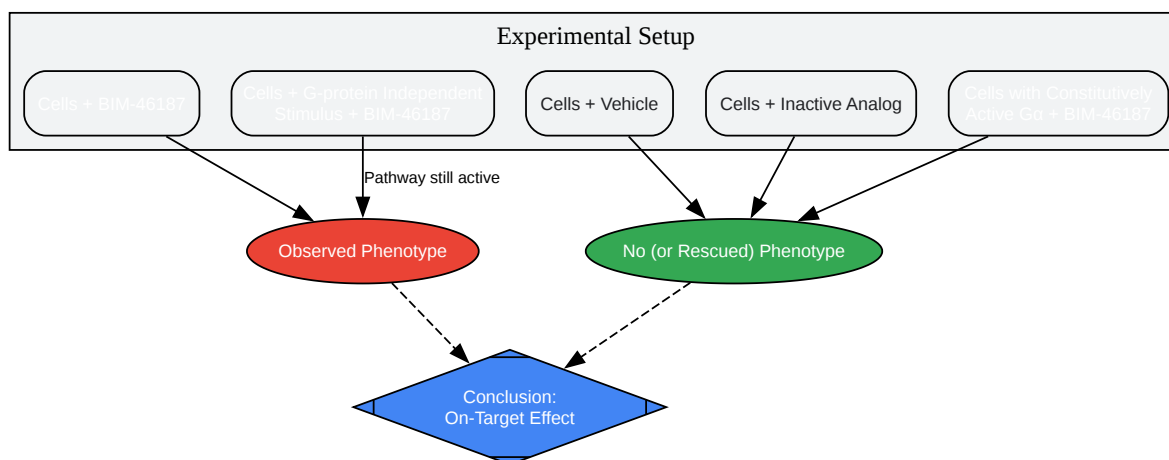 Experimental Setup
Cells + BIM-46187
Cells + G-protein Independent
Stimulus + BIM-46187
Cells + Vehicle
Cells + Inactive Analog
Cells with Constitutively
Active Gα + BIM-46187
Pathway still active
Observed Phenotype
No (or Rescued) Phenotype
Conclusion:
On-Target Effect